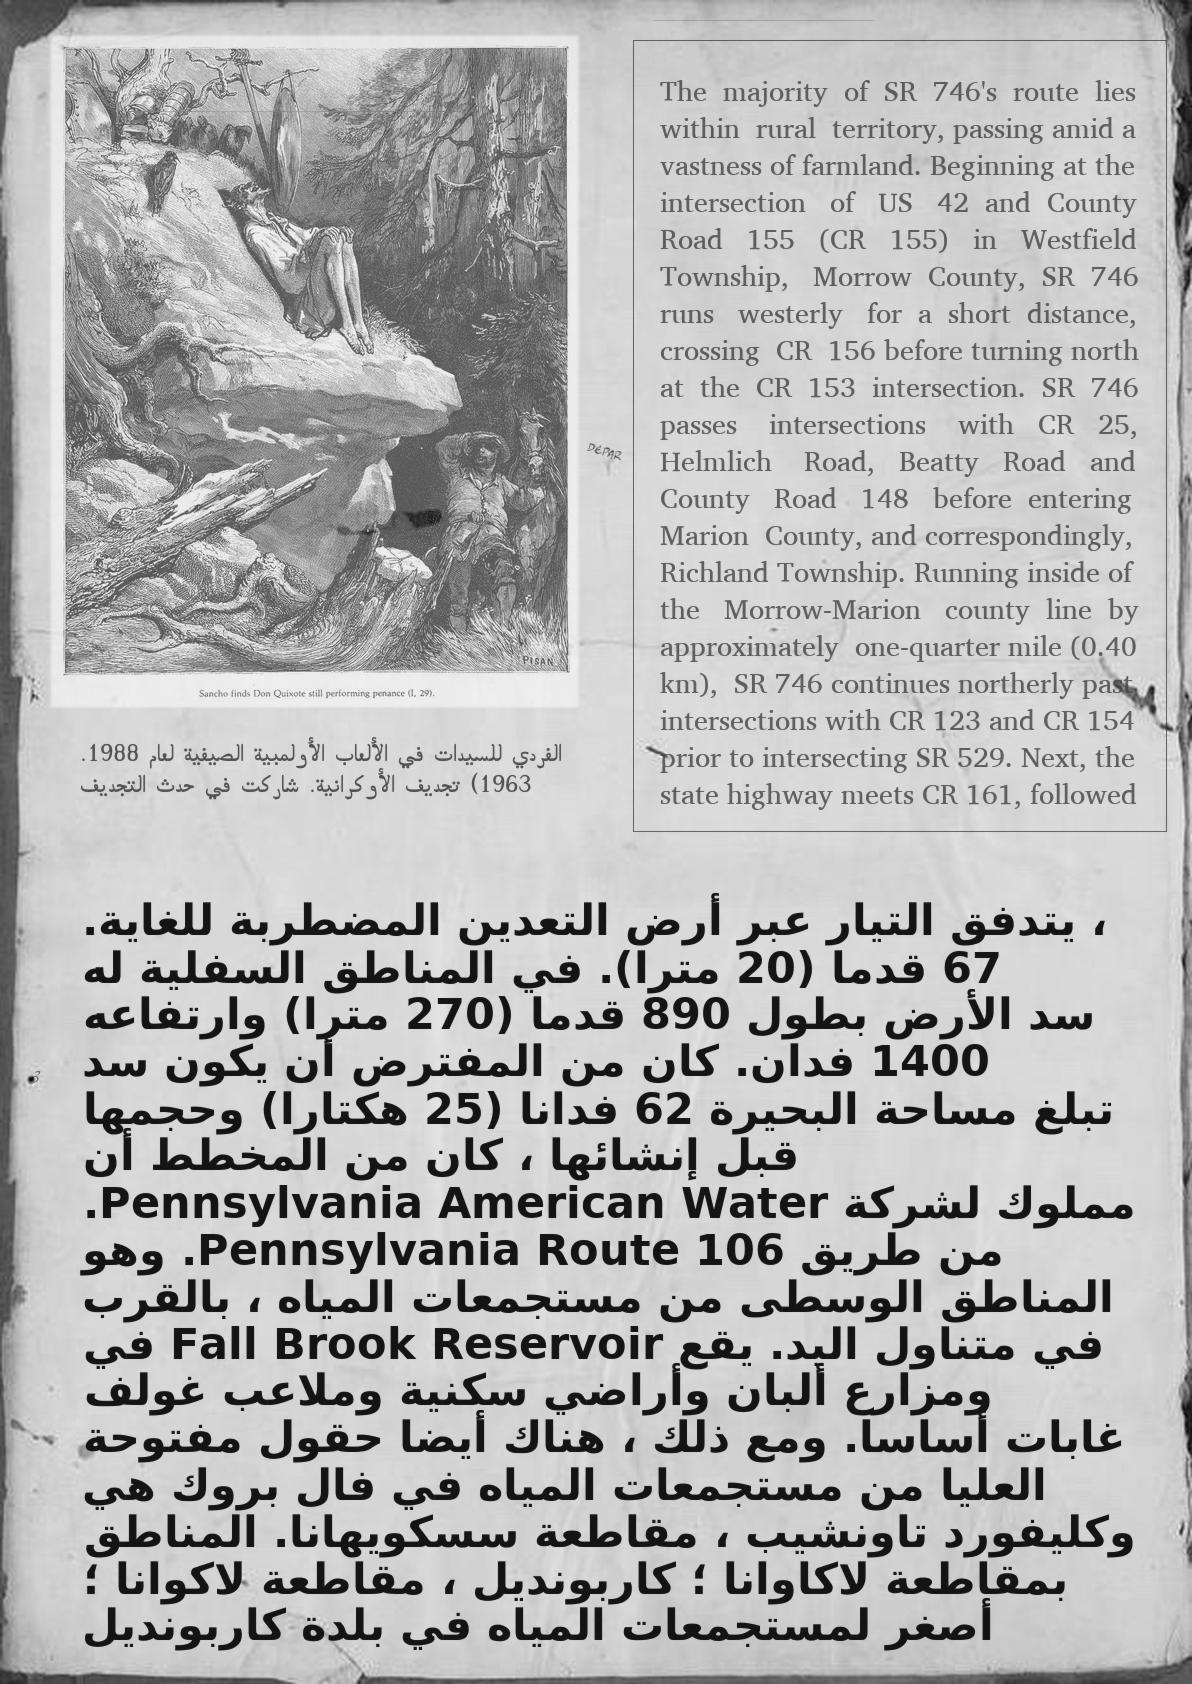 PISAN
Sancho finds Don Quixote still performing penance (I, 29).
الفردي للسيدات في الألعاب الأولمبية الصيفية لعام 1988.
1963) تجديف الأوكرانية. شاركت في حدث التجديف
DEPAR
The majority of SR 746's route lies
within rural territory, passing amid a
vastness of farmland. Beginning at the
intersection of US 42 and County
Road 155 (CR 155) in Westfield
Township, Morrow County, SR 746
runs westerly for a short distance,
crossing CR 156 before turning north
at the CR 153 intersection. SR 746
passes intersections with CR 25,
Helmlich Road, Beatty Road and
County Road 148 before entering
Marion County, and correspondingly,
Richland Township. Running inside of
the Morrow-Marion county line by
approximately one-quarter mile (0.40
km), SR 746 continues northerly past
intersections with CR 123 and CR 154
prior to intersecting SR 529. Next, the
state highway meets CR 161, followed
، يتدفق التيار عبر أرض التعدين المضطربة للغاية.
67 قدما (20 مترا). في المناطق السفلية له
سد الأرض بطول 890 قدما (270 مترا) وارتفاعه
1400 فدان. كان من المفترض أن يكون سد
تبلغ مساحة البحيرة 62 فدانا (25 هكتارا) وحجمها
قبل إنشائها ، كان من المخطط أن
مملوك لشركة Pennsylvania American Water.
من طريق Pennsylvania Route 106. وهو
المناطق الوسطى من مستجمعات المياه ، بالقرب
في متناول اليد. يقع Fall Brook Reservoir في
ومزارع ألبان وأراضي سكنية وملاعب غولف
غابات أساسا. ومع ذلك ، هناك أيضا حقول مفتوحة
العليا من مستجمعات المياه في فال بروك هي
وكليفورد تاونشيب ، مقاطعة سسكويهانا. المناطق
بمقاطعة لاكاوانا ؛ كاربونديل ، مقاطعة لاكوانا ؛
أصغر لمستجمعات المياه في بلدة كاربونديل